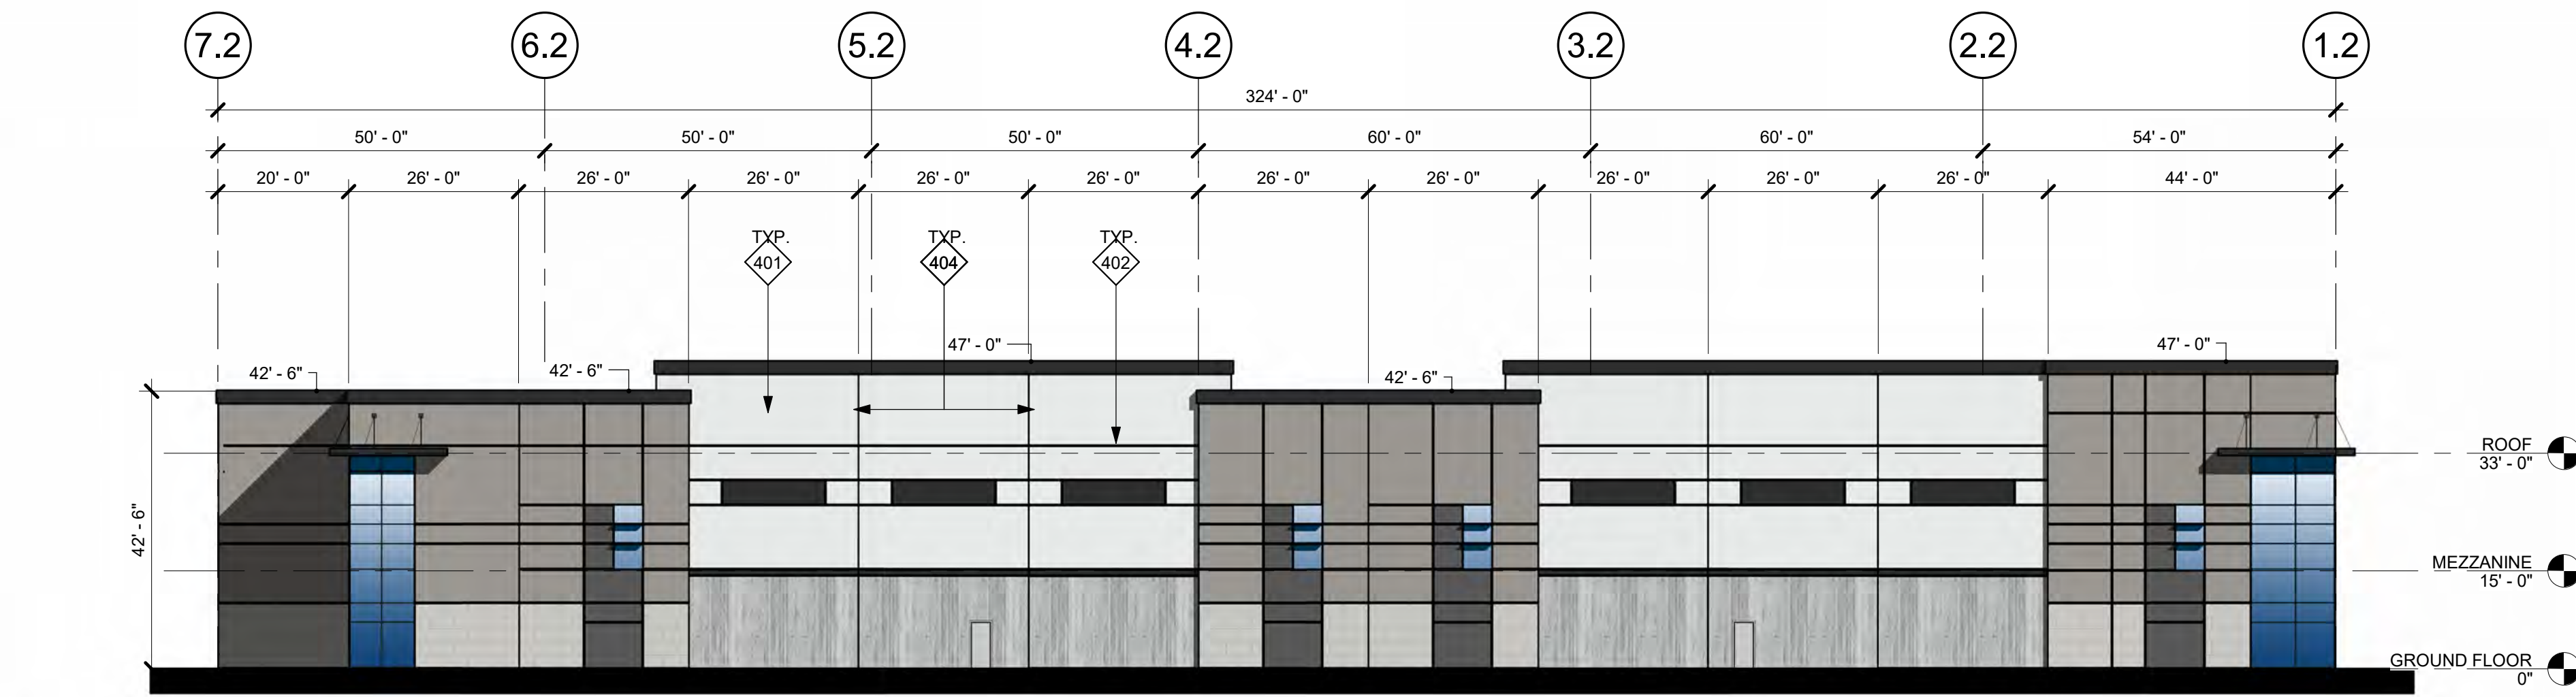 7.2 6.2 5.2 4.2 3.2 2.2 1.2
324' - 0"
50' - 0" 50' - 0" 50' - 0" 60' - 0" 60' - 0" 54' - 0"
20' - 0" 26' - 0" 26' - 0" 26' - 0" 26' - 0" 26' - 0" 26' - 0" 26' - 0" 26' - 0" 26' - 0" 26' - 0" 44' - 0"
TYP. TYP. TYP.
401 404 402
47' - 0" 47' - 0"
42' - 6" 42' - 6" 42' - 6"
42' - 6"
ROOF
33' - 0"
MEZZANINE
15' - 0"
GROUND FLOOR
0"